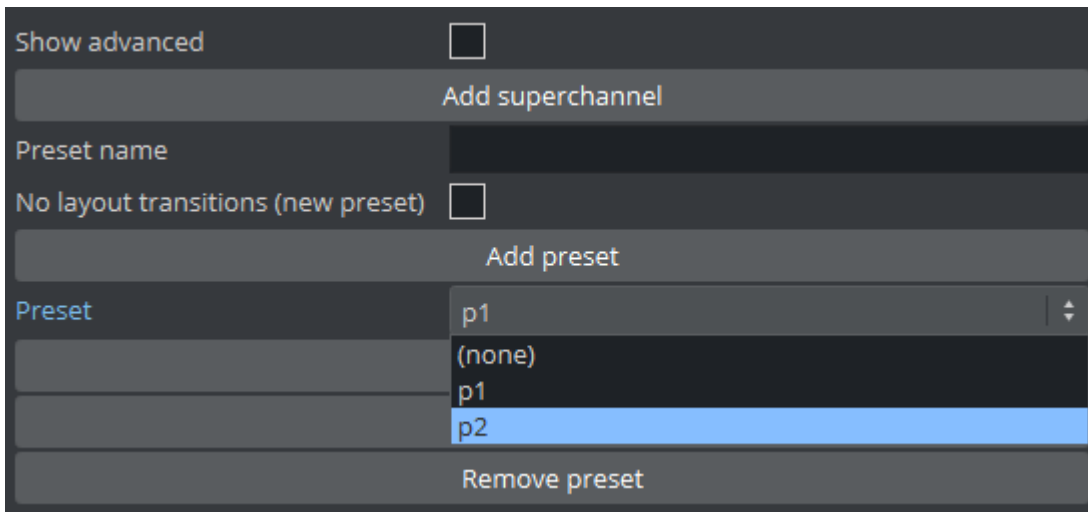 Show advanced
Add superchannel
Preset name
No layout transitions (new preset)
Add preset
Preset
p1
(none)
p1
p2
Remove preset